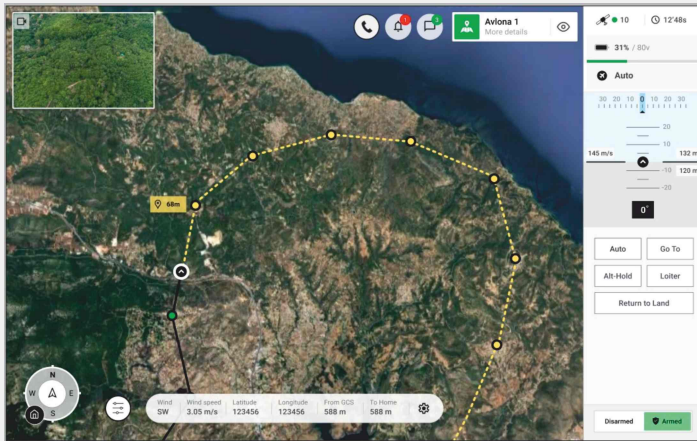 1
3
Avlona 1
More details
10
12'48s
31% / 80v
Auto
30 20 10 0 10 20 30
20
10
145 m/s
132 m
-10
120 m
-20
0°
68m
Auto
Go To
Alt-Hold
Loiter
Return to Land
N
W
E
S
Wind
SW
Wind speed
3.05 m/s
Latitude
123456
Longitude
123456
From GCS
588 m
To Home
588 m
Disarmed
Armed